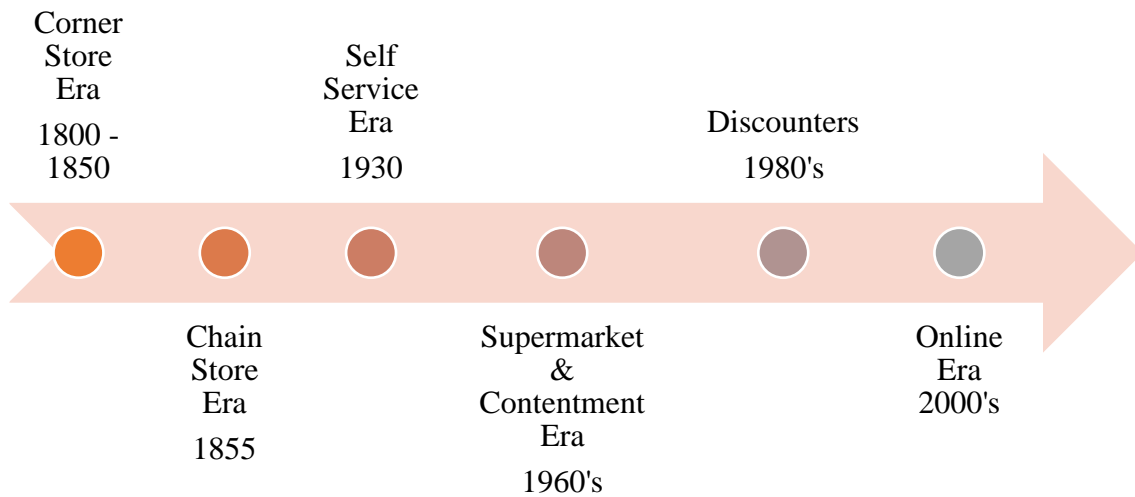 Corner
Store
Era
1800 -
1850
Chain
Store
Era
1855
Self
Service
Era
1930
Supermarket
&
Contentment
Era
1960's
Discounters
1980's
Online
Era
2000's